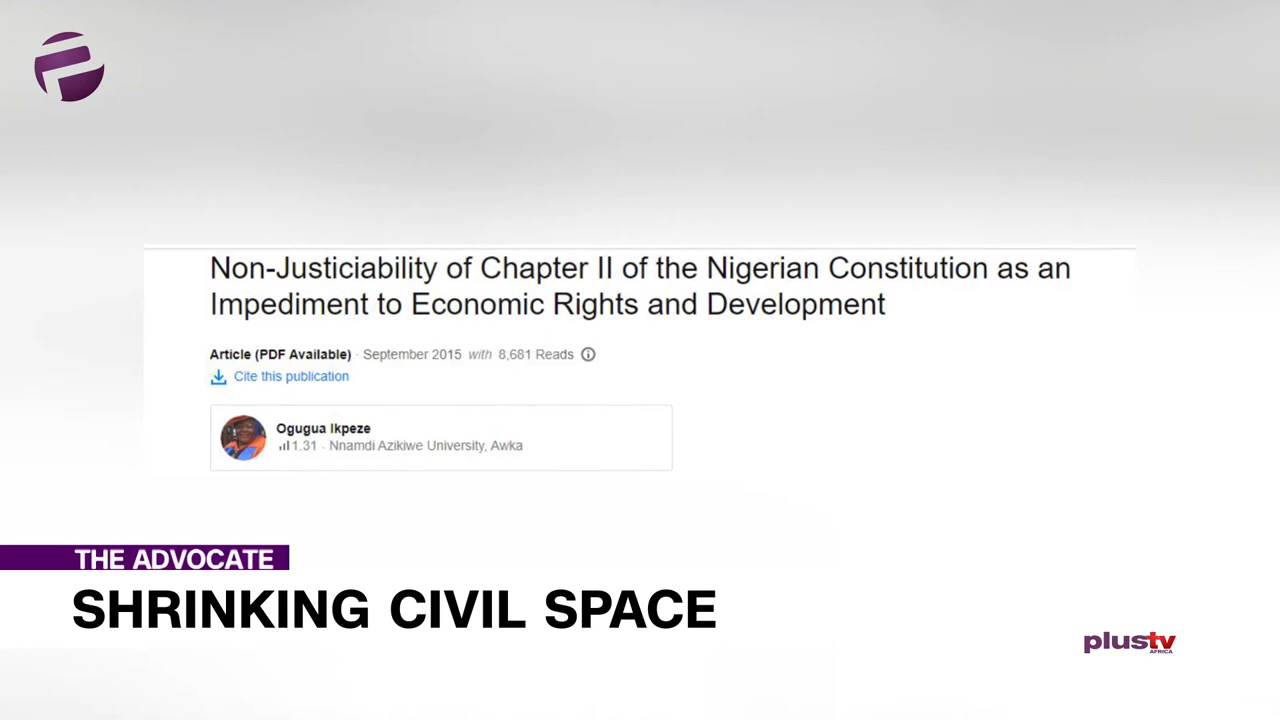 Non-Justiciability of Chapter II of the Nigerian Constitution as an
Impediment to Economic Rights and Development
Article (PDF Available) · September 2015 with 8,681 Reads
Cite this publication
Ogugua Ikpeze
1.31 · Nnamdi Azikiwe University, Awka
THE ADVOCATE
SHRINKING CIVIL SPACE
plustv
AFRICA